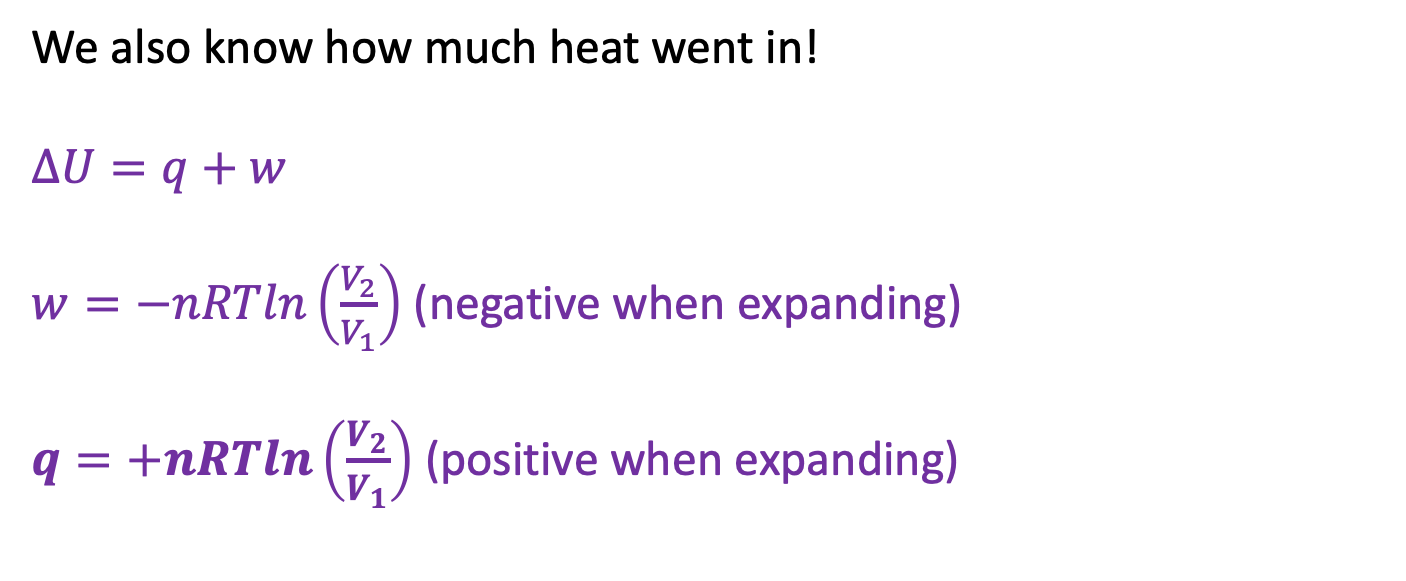 We also know how much heat went in!
ΔU = q + w
w = −nRTln(V₂/V₁) (negative when expanding)
q = +nRTln(V₂/V₁) (positive when expanding)